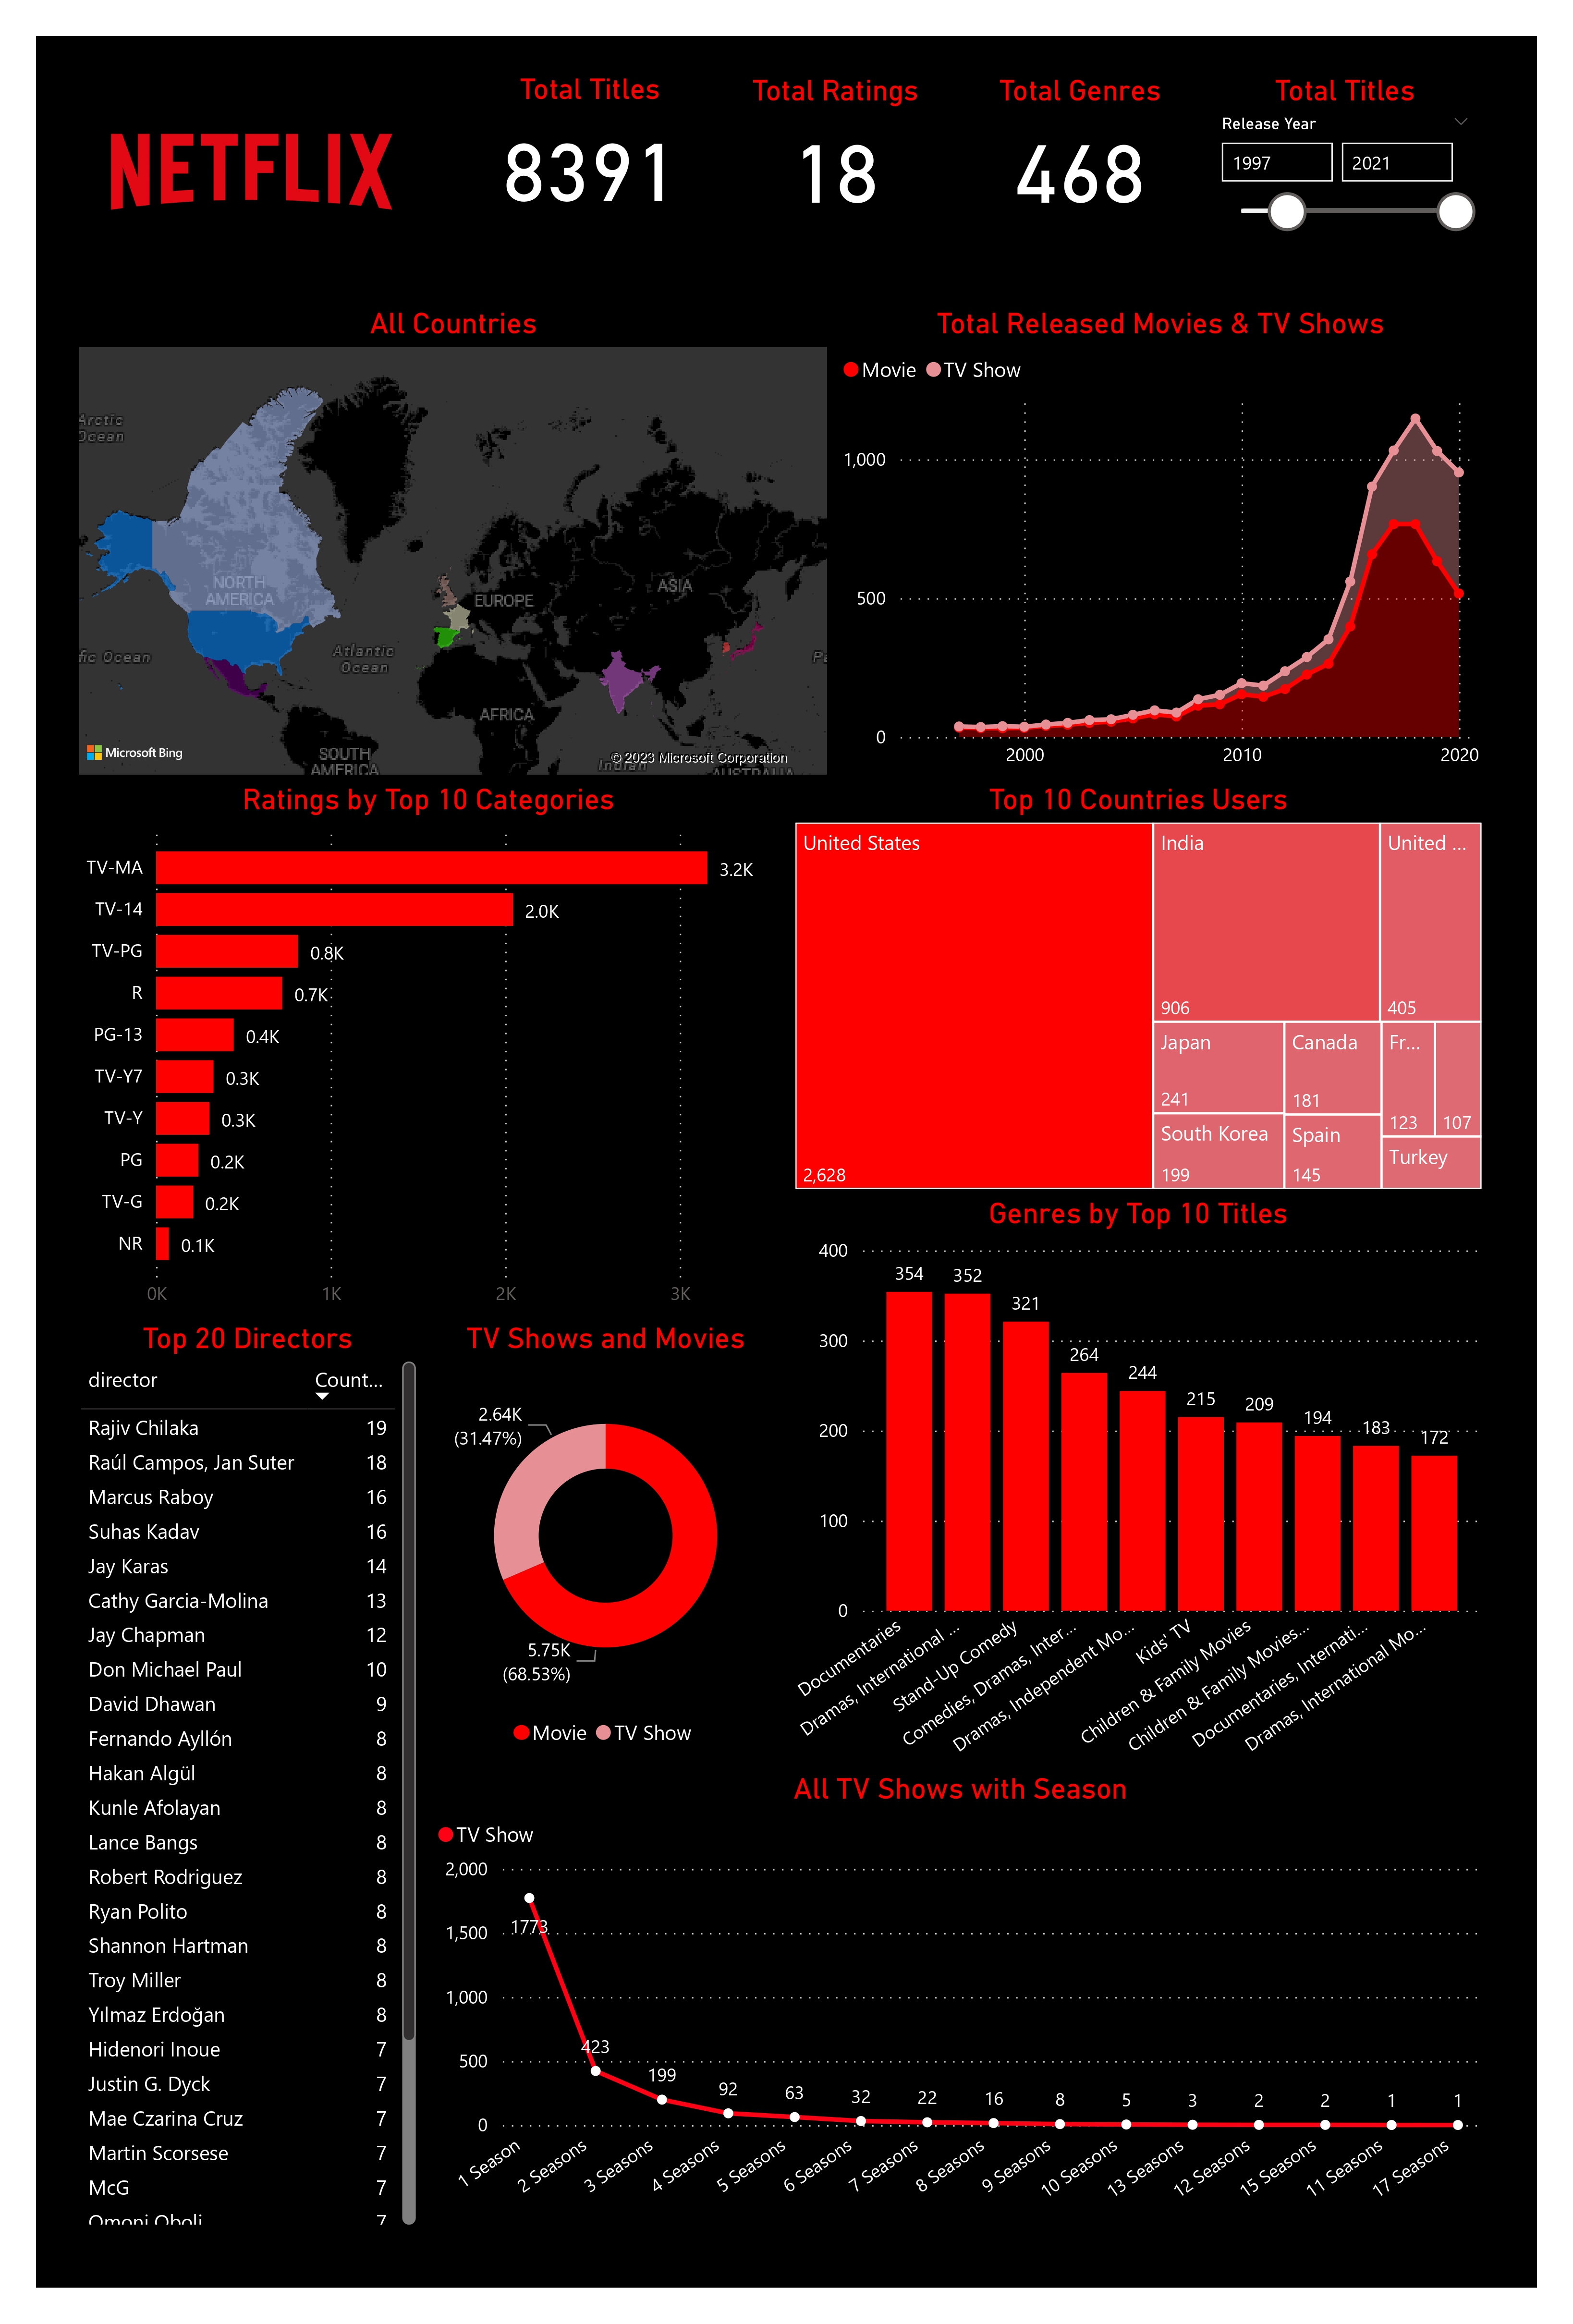 NETFLIX
Total Titles
8391
Total Ratings
18
Total Genres
468
Total Titles
Release Year
1997
2021
All Countries
Arctic
Ocean
NORTH
AMERICA
EUROPE
ASIA
fic Ocean
Atlantic
Ocean
Pa
AFRICA
SOUTH
AMERICA
Indian
AUSTRALIA
Microsoft Bing
© 2023 Microsoft Corporation
Total Released Movies & TV Shows
Movie TV Show
1,000
500
0
2000 2010 2020
Ratings by Top 10 Categories
TV-MA 3.2K
TV-14 2.0K
TV-PG 0.8K
R 0.7K
PG-13 0.4K
TV-Y7 0.3K
TV-Y 0.3K
PG 0.2K
TV-G 0.2K
NR 0.1K
0K 1K 2K 3K
Top 10 Countries Users
United States
2,628
India
906
United ...
405
Japan
241
Canada
181
Fr...
123
107
South Korea
199
Spain
145
Turkey
Genres by Top 10 Titles
400
300
200
100
0
354
352
321
264
244
215
209
194
183
172
Documentaries
Dramas, International ...
Stand-Up Comedy
Comedies, Dramas, Inter...
Dramas, Independent Mo...
Kids' TV
Children & Family Movies
Children & Family Movies...
Documentaries, Internati...
Dramas, International Mo...
Top 20 Directors
director Count...
Rajiv Chilaka 19
Raúl Campos, Jan Suter 18
Marcus Raboy 16
Suhas Kadav 16
Jay Karas 14
Cathy Garcia-Molina 13
Jay Chapman 12
Don Michael Paul 10
David Dhawan 9
Fernando Ayllón 8
Hakan Algül 8
Kunle Afolayan 8
Lance Bangs 8
Robert Rodriguez 8
Ryan Polito 8
Shannon Hartman 8
Troy Miller 8
Yılmaz Erdoğan 8
Hidenori Inoue 7
Justin G. Dyck 7
Mae Czarina Cruz 7
Martin Scorsese 7
McG 7
Omoni Oboli 7
TV Shows and Movies
2.64K
(31.47%)
5.75K
(68.53%)
Movie TV Show
All TV Shows with Season
TV Show
2,000
1,500
1,000
500
0
1773
423
199
92
63
32
22
16
8
5
3
2
2
1
1
1 Season
2 Seasons
3 Seasons
4 Seasons
5 Seasons
6 Seasons
7 Seasons
8 Seasons
9 Seasons
10 Seasons
13 Seasons
12 Seasons
15 Seasons
11 Seasons
17 Seasons